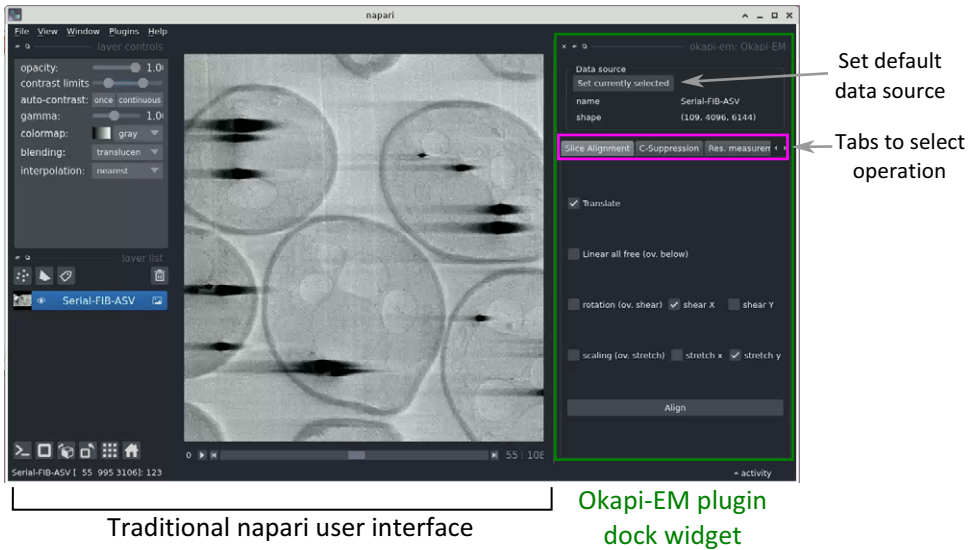 napari
File View Window Plugins Help
layer controls
opacity: 1.0
contrast limits
auto-contrast: once continuous
gamma: 1.0
colormap: gray
blending: translucen
interpolation: nearest
layer list
Serial-FIB-ASV
0 55 108
Serial-FIB-ASV [ 55 995 3106]: 123
activity
okapi-em: Okapi-EM
Data source
Set currently selected
name Serial-FIB-ASV
shape (109, 4096, 6144)
Slice Alignment C-Suppression Res. measurem
Translate
Linear all free (ov. below)
rotation (ov. shear) shear X shear Y
scaling (ov. stretch) stretch x stretch y
Align
Set default
data source
Tabs to select
operation
Traditional napari user interface
Okapi-EM plugin
dock widget